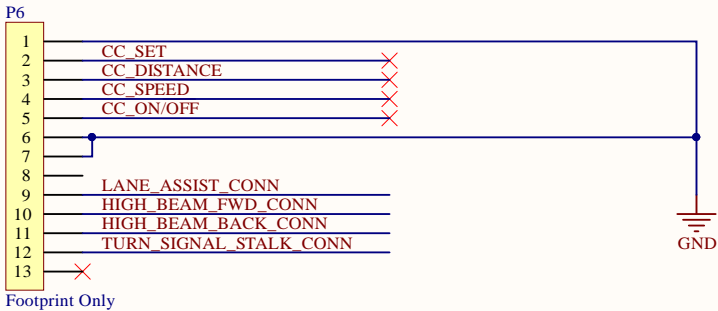 P6
1
2 CC_SET
3 CC_DISTANCE
4 CC_SPEED
5 CC_ON/OFF
6
7
8
9 LANE_ASSIST_CONN
10 HIGH_BEAM_FWD_CONN
11 HIGH_BEAM_BACK_CONN
12 TURN_SIGNAL_STALK_CONN
13
GND
Footprint Only